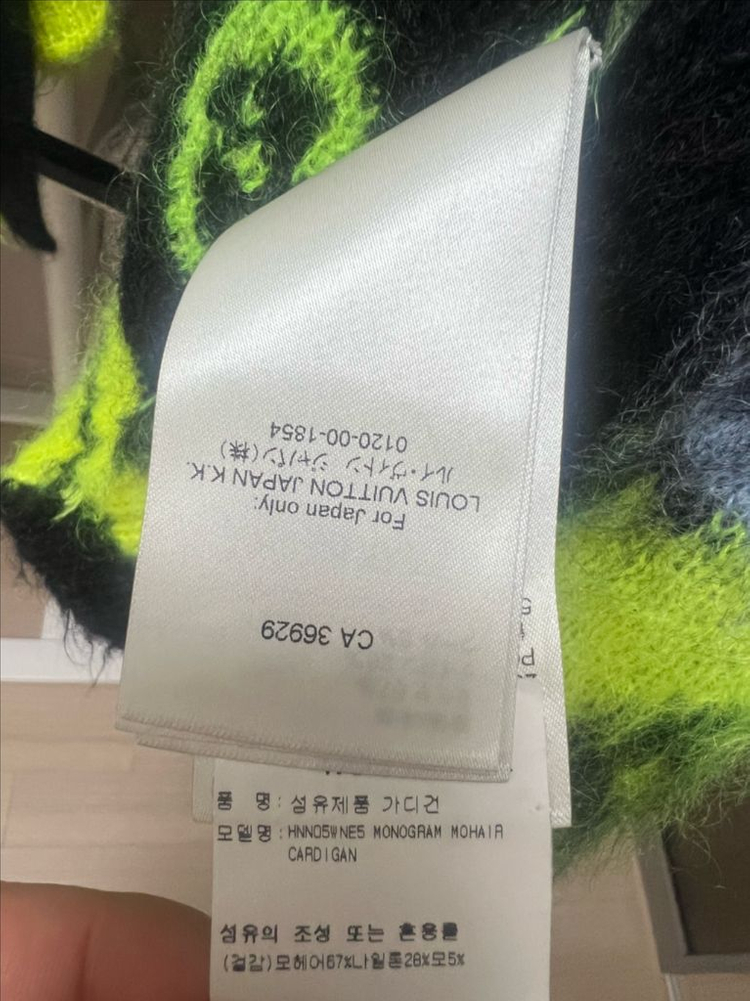 CA 36929
For Japan only:
LOUIS VUITTON JAPAN K.K.
ルイ・ヴィトン ジャパン(株)
0120-00-1854
품 명: 섬유제품 가디건
모델명: HNN05WNE5 MONOGRAM MOHAIR
CARDIGAN
섬유의 조성 또는 혼용률
(겉감)모헤어67%나일론28%모5%